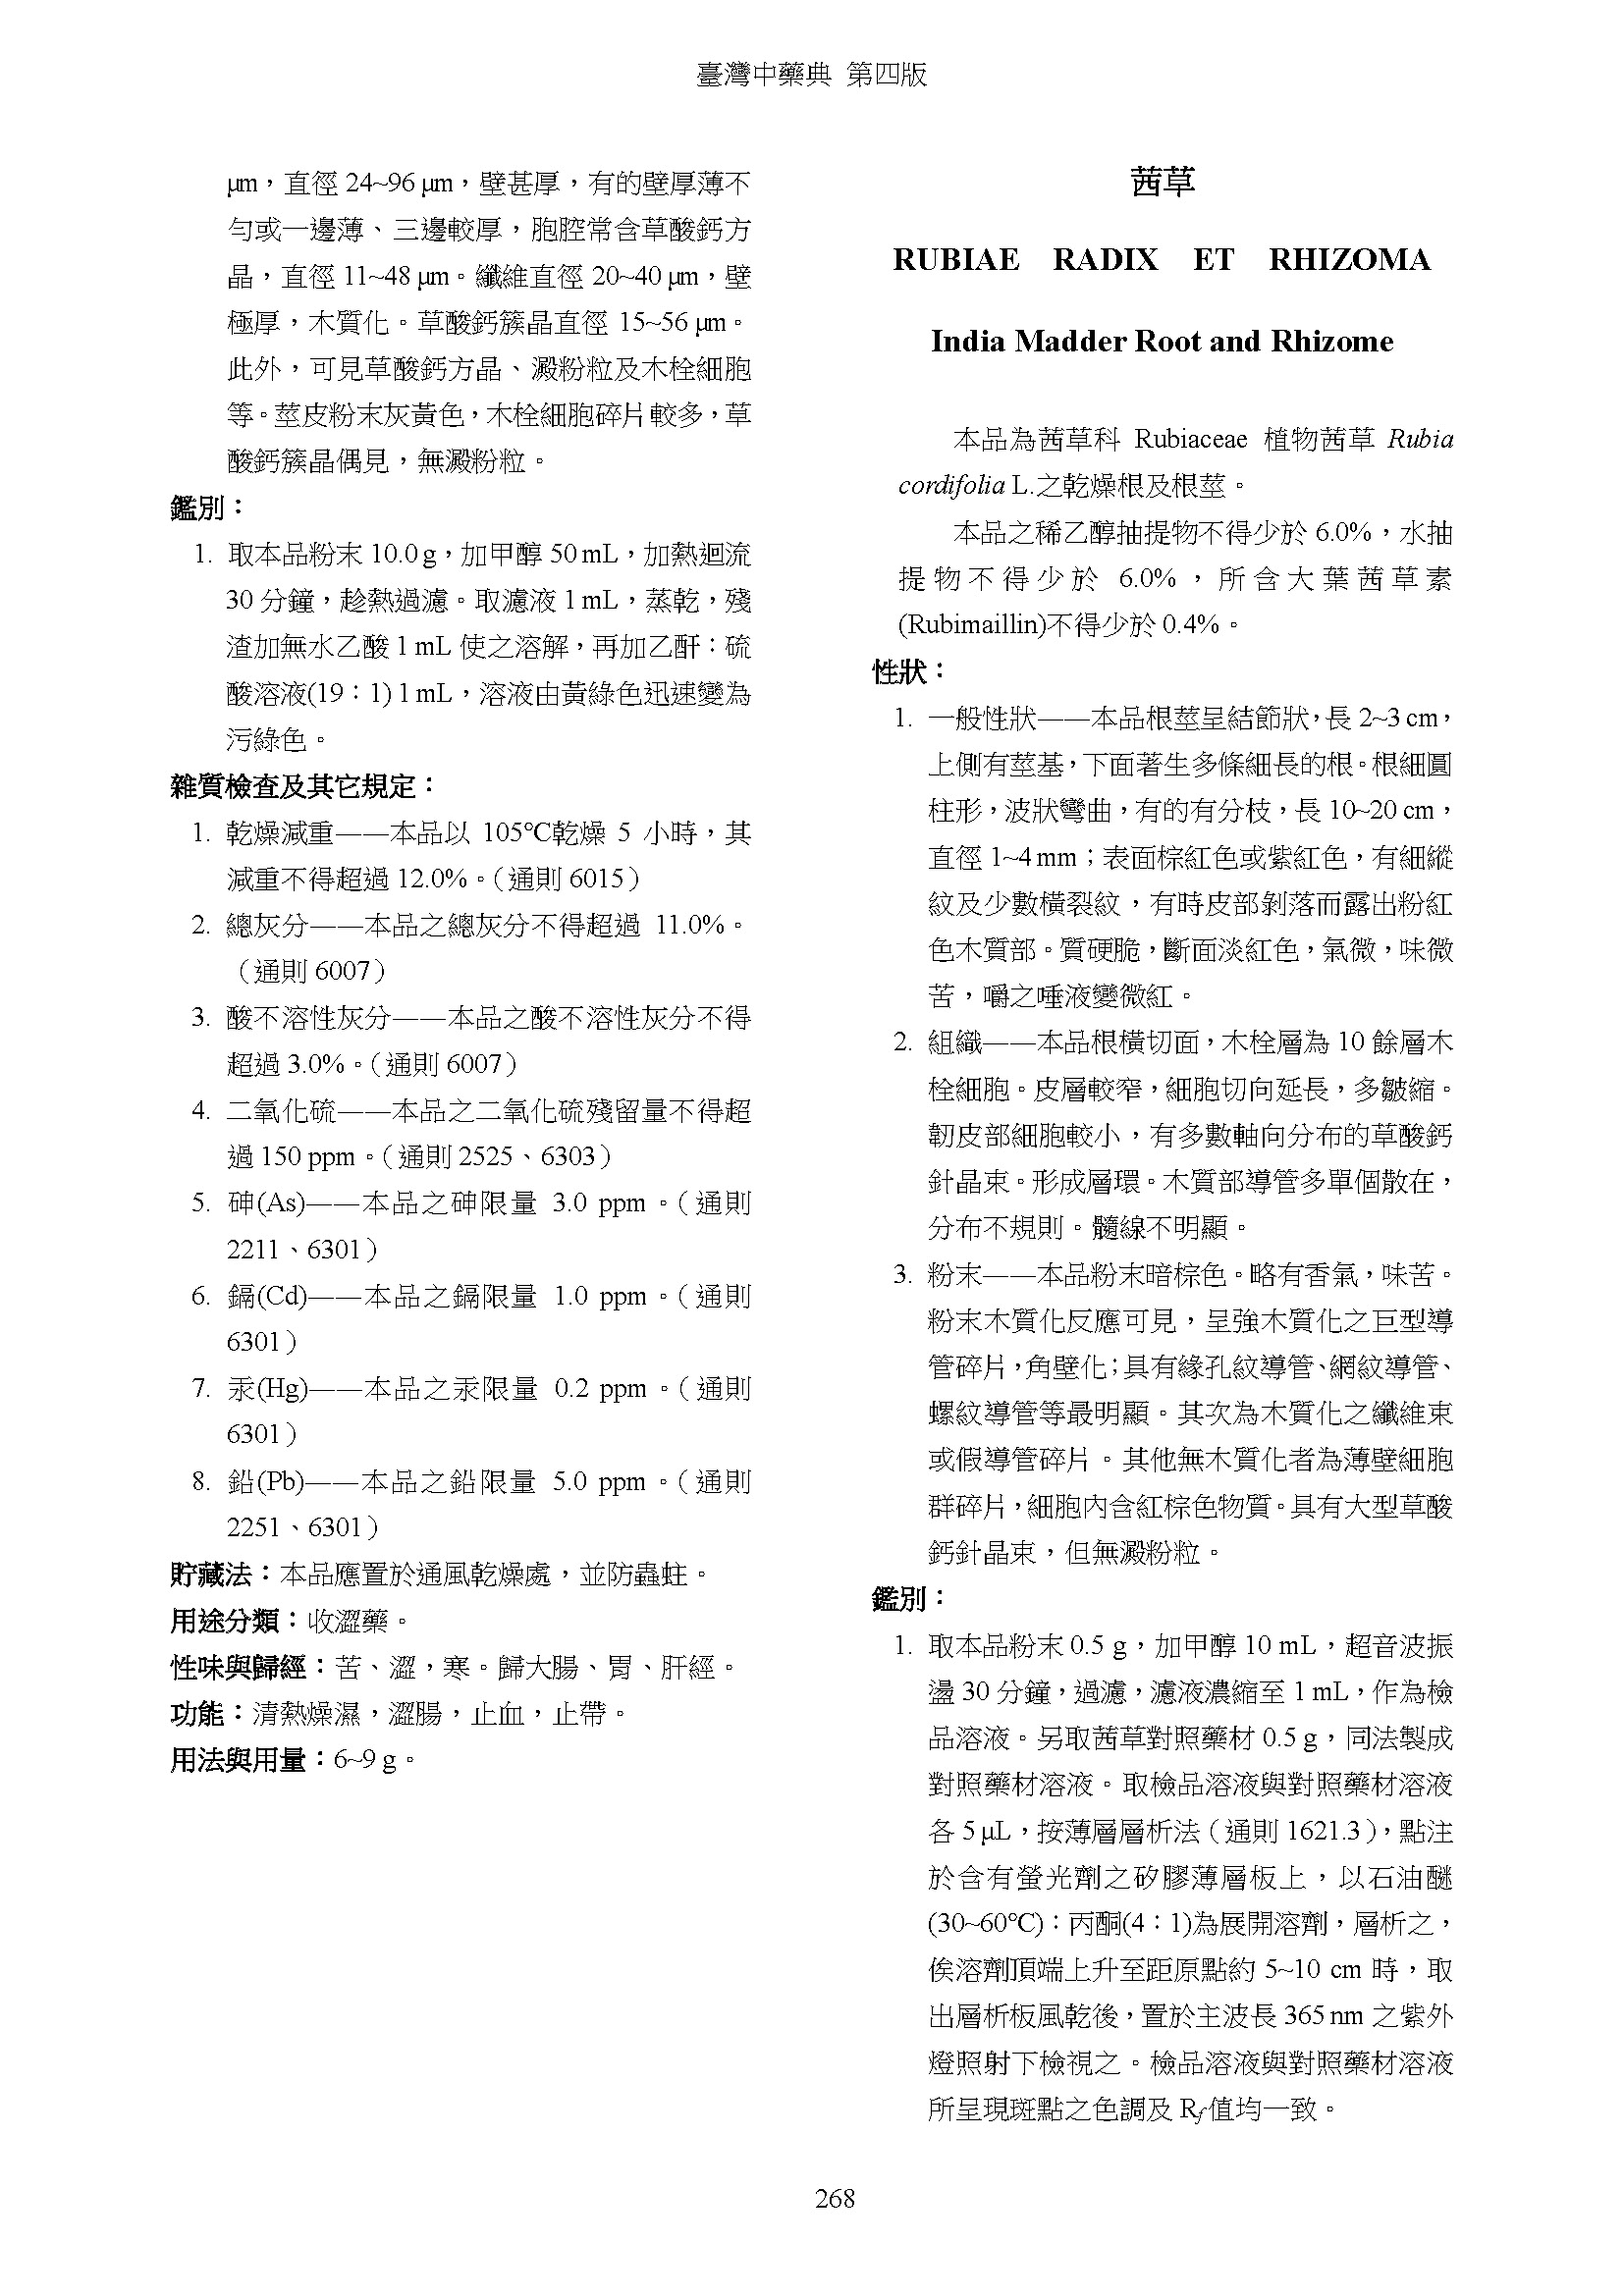 臺灣中藥典 第四版
μm，直徑 24~96 μm，壁甚厚，有的壁厚薄不
勻或一邊薄、三邊較厚，胞腔常含草酸鈣方
晶，直徑 11~48 μm。纖維直徑 20~40 μm，壁
極厚，木質化。草酸鈣簇晶直徑 15~56 μm。
此外，可見草酸鈣方晶、澱粉粒及木栓細胞
等。莖皮粉末灰黃色，木栓細胞碎片較多，草
酸鈣簇晶偶見，無澱粉粒。
鑑別：
1. 取本品粉末 10.0 g，加甲醇 50 mL，加熱迴流
30 分鐘，趁熱過濾。取濾液 1 mL，蒸乾，殘
渣加無水乙酸 1 mL 使之溶解，再加乙酐：硫
酸溶液(19：1) 1 mL，溶液由黃綠色迅速變為
污綠色。
雜質檢查及其它規定：
1. 乾燥減重——本品以 105℃乾燥 5 小時，其
減重不得超過 12.0%。（通則 6015）
2. 總灰分——本品之總灰分不得超過 11.0%。
（通則 6007）
3. 酸不溶性灰分——本品之酸不溶性灰分不得
超過 3.0%。（通則 6007）
4. 二氧化硫——本品之二氧化硫殘留量不得超
過 150 ppm。（通則 2525、6303）
5. 砷(As)——本品之砷限量 3.0 ppm。（通則
2211、6301）
6. 鎘(Cd)——本品之鎘限量 1.0 ppm。（通則
6301）
7. 汞(Hg)——本品之汞限量 0.2 ppm。（通則
6301）
8. 鉛(Pb)——本品之鉛限量 5.0 ppm。（通則
2251、6301）
貯藏法：本品應置於通風乾燥處，並防蟲蛀。
用途分類：收澀藥。
性味與歸經：苦、澀，寒。歸大腸、胃、肝經。
功能：清熱燥濕，澀腸，止血，止帶。
用法與用量：6~9 g。
茜草
RUBIAE RADIX ET RHIZOMA
India Madder Root and Rhizome
本品為茜草科 Rubiaceae 植物茜草 Rubia
cordifolia L.之乾燥根及根莖。
本品之稀乙醇抽提物不得少於 6.0%，水抽
提物不得少於 6.0%，所含大葉茜草素
(Rubimaillin)不得少於 0.4%。
性狀：
1. 一般性狀——本品根莖呈結節狀，長 2~3 cm，
上側有莖基，下面著生多條細長的根。根細圓
柱形，波狀彎曲，有的有分枝，長 10~20 cm，
直徑 1~4 mm；表面棕紅色或紫紅色，有細縱
紋及少數橫裂紋，有時皮部剝落而露出粉紅
色木質部。質硬脆，斷面淡紅色，氣微，味微
苦，嚼之唾液變微紅。
2. 組織——本品根橫切面，木栓層為 10 餘層木
栓細胞。皮層較窄，細胞切向延長，多皺縮。
韌皮部細胞較小，有多數軸向分布的草酸鈣
針晶束。形成層環。木質部導管多單個散在，
分布不規則。髓線不明顯。
3. 粉末——本品粉末暗棕色。略有香氣，味苦。
粉末木質化反應可見，呈強木質化之巨型導
管碎片，角壁化；具有緣孔紋導管、網紋導管、
螺紋導管等最明顯。其次為木質化之纖維束
或假導管碎片。其他無木質化者為薄壁細胞
群碎片，細胞內含紅棕色物質。具有大型草酸
鈣針晶束，但無澱粉粒。
鑑別：
1. 取本品粉末 0.5 g，加甲醇 10 mL，超音波振
盪 30 分鐘，過濾，濾液濃縮至 1 mL，作為檢
品溶液。另取茜草對照藥材 0.5 g，同法製成
對照藥材溶液。取檢品溶液與對照藥材溶液
各 5 μL，按薄層層析法（通則 1621.3），點注
於含有螢光劑之矽膠薄層板上，以石油醚
(30~60℃)：丙酮(4：1)為展開溶劑，層析之，
俟溶劑頂端上升至距原點約 5~10 cm 時，取
出層析板風乾後，置於主波長 365 nm 之紫外
燈照射下檢視之。檢品溶液與對照藥材溶液
所呈現斑點之色調及 Rf值均一致。
268